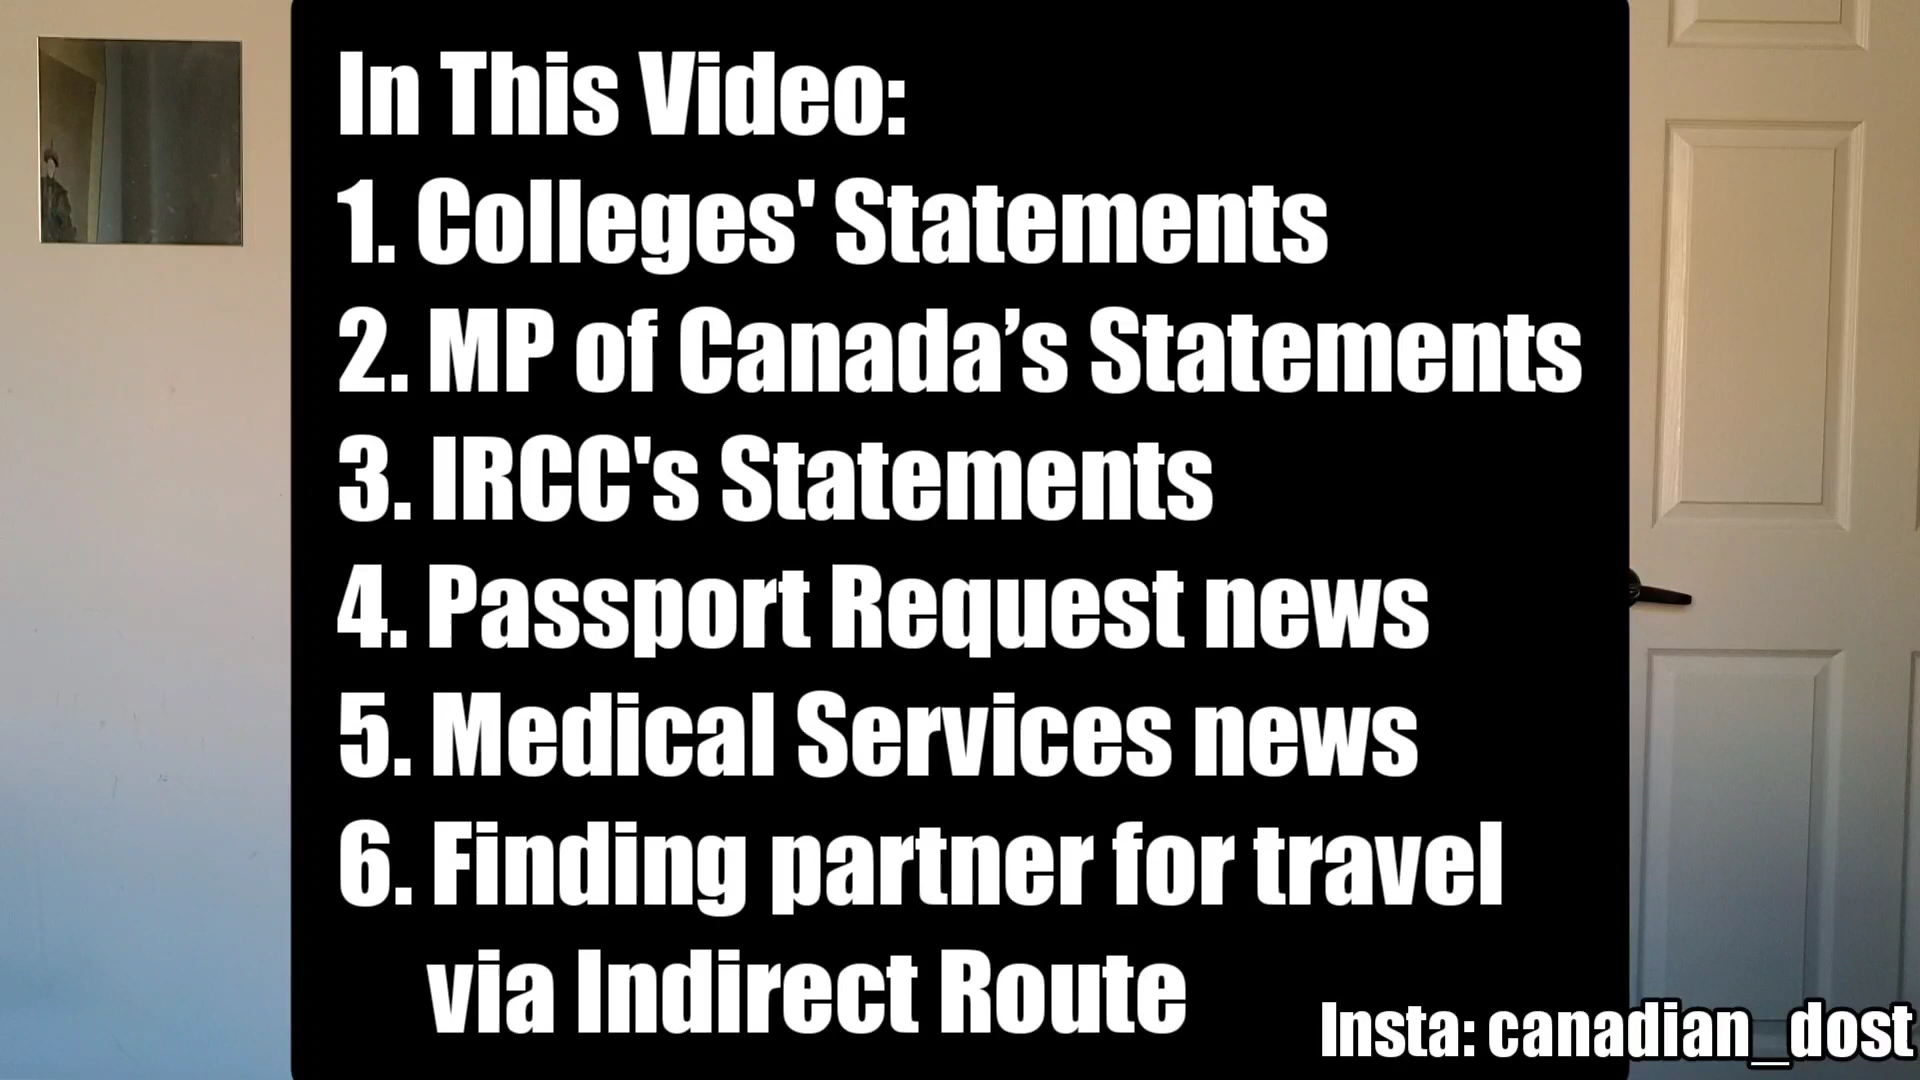 In This Video:
1. Colleges' Statements
2. MP of Canada’s Statements
3. IRCC's Statements
4. Passport Request news
5. Medical Services news
6. Finding partner for travel
via Indirect Route
Insta: canadian_dost